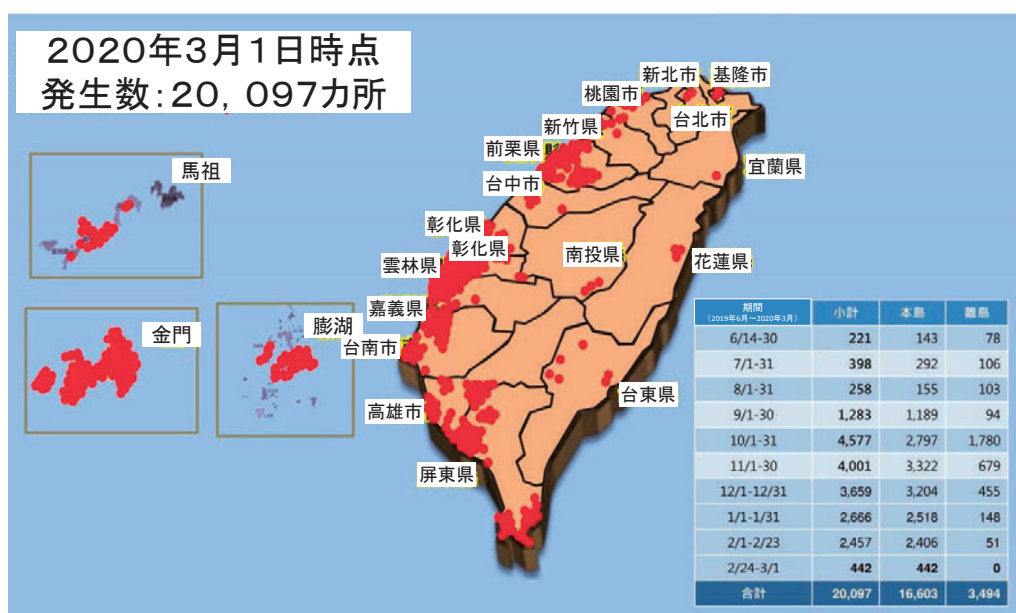 2020年3月1日時点
発生数:20,097カ所
新北市
基隆市
桃園市
台北市
新竹県
前栗県
宜蘭県
台中市
馬祖
彰化県
彰化県
南投県
花蓮県
雲林県
嘉義県
金門
膨湖
台南市
台東県
高雄市
屏東県
期間
(2019年6月~2020年3月) 小計 本島 離島
6/14-30 221 143 78
7/1-31 398 292 106
8/1-31 258 155 103
9/1-30 1,283 1,189 94
10/1-31 4,577 2,797 1,780
11/1-30 4,001 3,322 679
12/1-12/31 3,659 3,204 455
1/1-1/31 2,666 2,518 148
2/1-2/23 2,457 2,406 51
2/24-3/1 442 442 0
合計 20,097 16,603 3,494